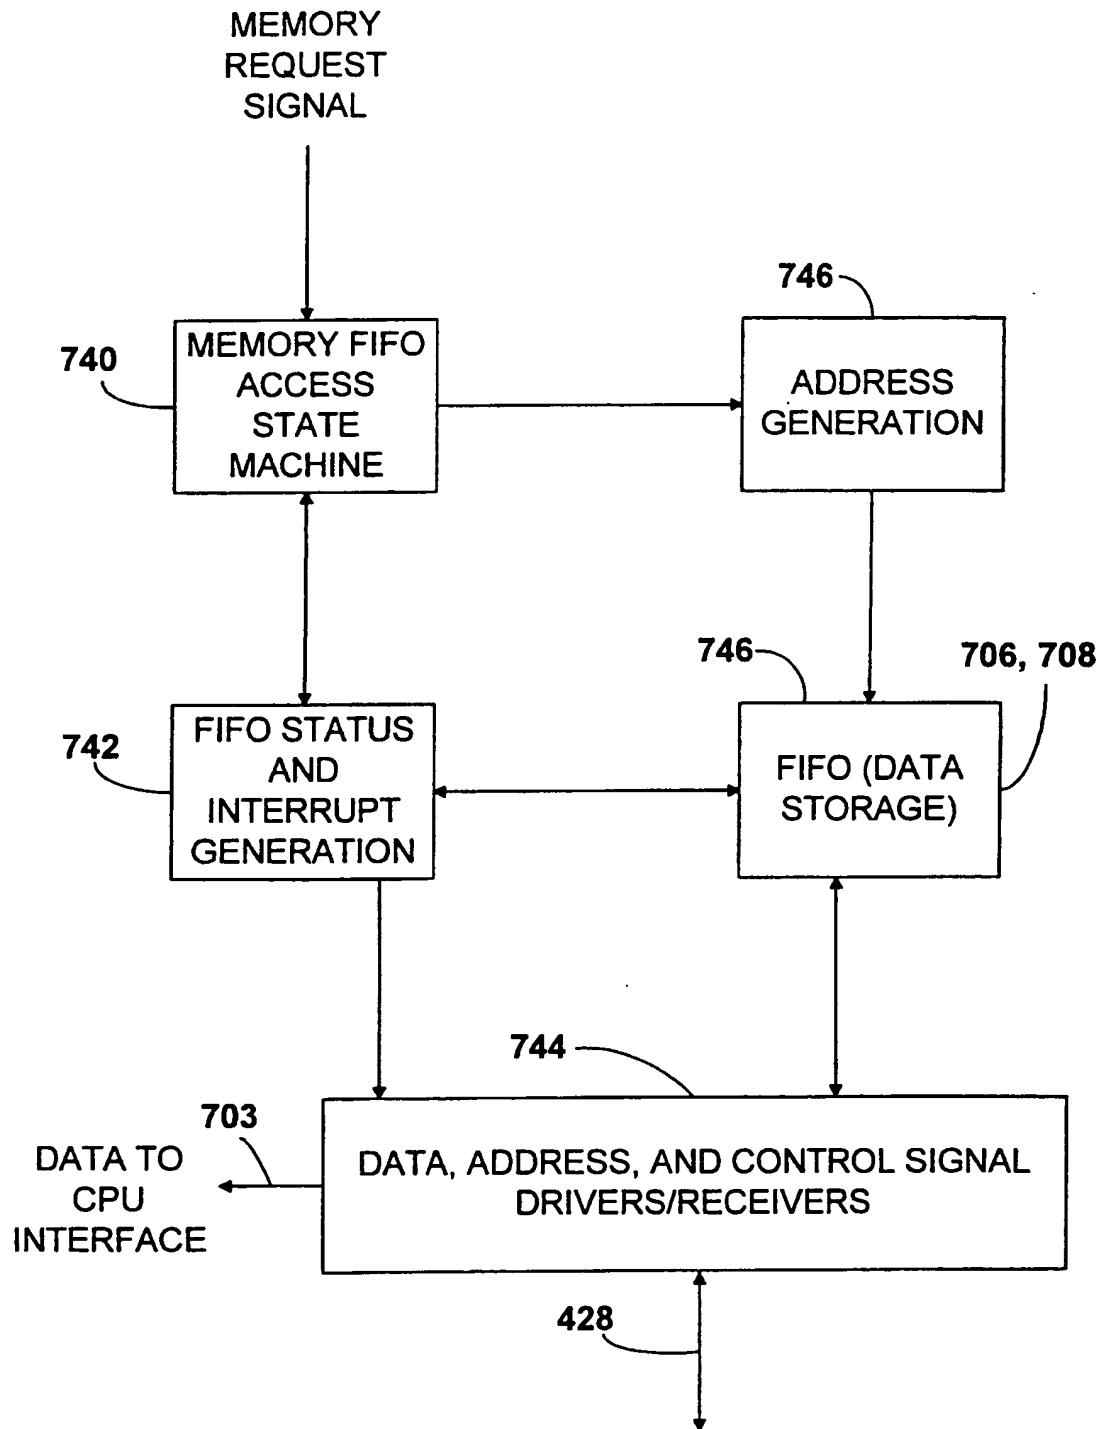 MEMORY
REQUEST
SIGNAL
746
740
MEMORY FIFO
ACCESS
STATE
MACHINE
ADDRESS
GENERATION
746
706, 708
742
FIFO STATUS
AND
INTERRUPT
GENERATION
FIFO (DATA
STORAGE)
744
703
DATA TO
CPU
INTERFACE
DATA, ADDRESS, AND CONTROL SIGNAL
DRIVERS/RECEIVERS
428